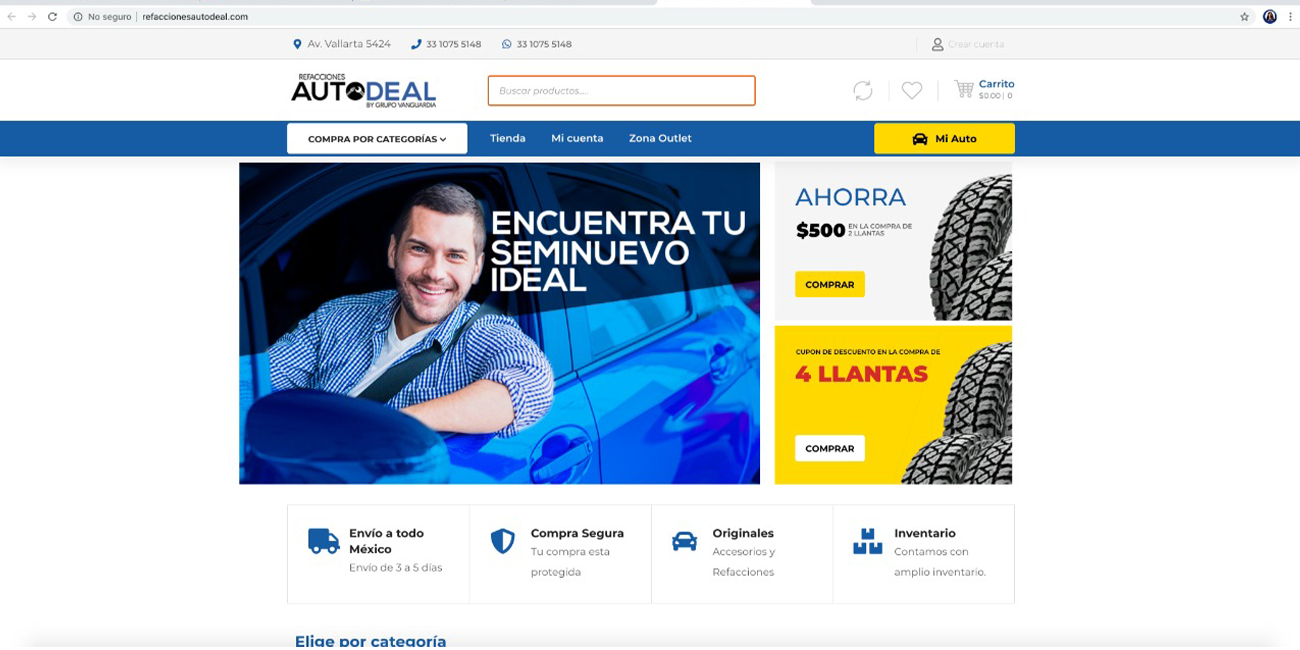 No seguro
refaccionesautodeal.com
Av. Vallarta 5424
33 1075 5148
33 1075 5148
Crear cuenta
REFACCIONES
AUTODEAL
BY GRUPO VANGUARDIA
Buscar productos....
Carrito
$0.00 | 0
COMPRA POR CATEGORÍAS
Tienda
Mi cuenta
Zona Outlet
Mi Auto
ENCUENTRA TU
SEMINUEVO
IDEAL
AHORRA
$500 EN LA COMPRA DE
2 LLANTAS
COMPRAR
CUPON DE DESCUENTO EN LA COMPRA DE
4 LLANTAS
COMPRAR
Envío a todo
México
Envío de 3 a 5 días
Compra Segura
Tu compra esta
protegida
Originales
Accesorios y
Refacciones
Inventario
Contamos con
amplio inventario.
Elige por categoría